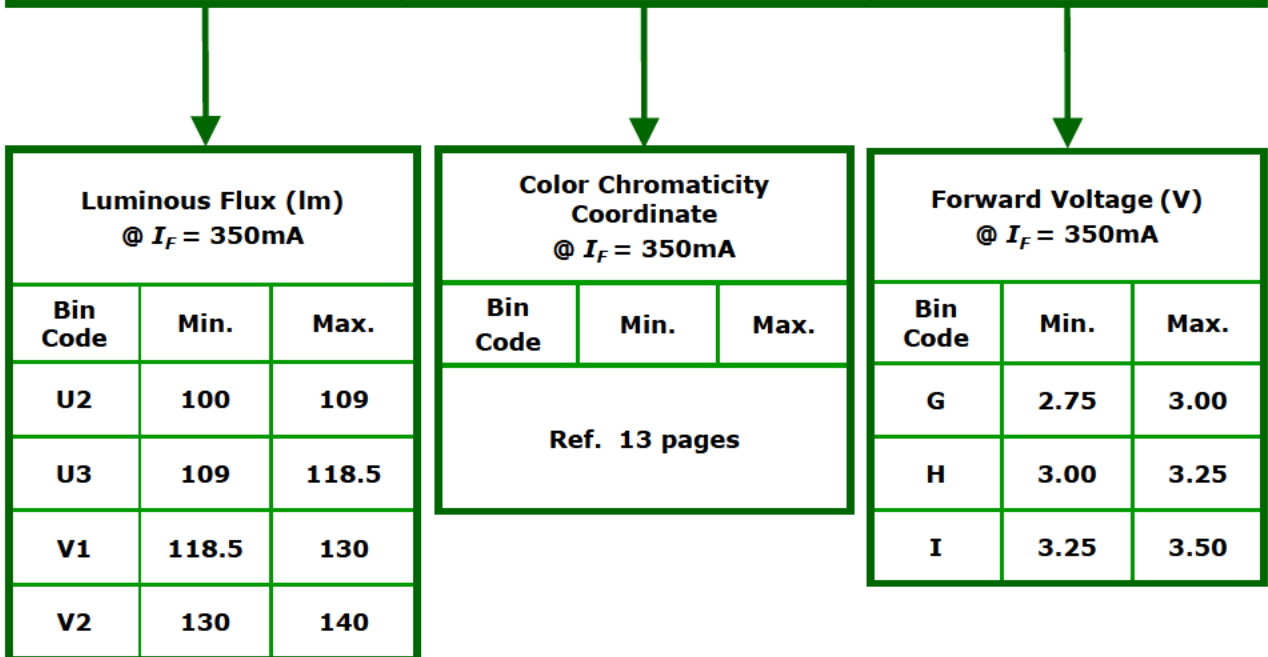 Luminous Flux (lm)
@ IF = 350mA
Bin Code Min. Max.
U2 100 109
U3 109 118.5
V1 118.5 130
V2 130 140
Color Chromaticity
Coordinate
@ IF = 350mA
Bin Code Min. Max.
Ref. 13 pages
Forward Voltage (V)
@ IF = 350mA
Bin Code Min. Max.
G 2.75 3.00
H 3.00 3.25
I 3.25 3.50